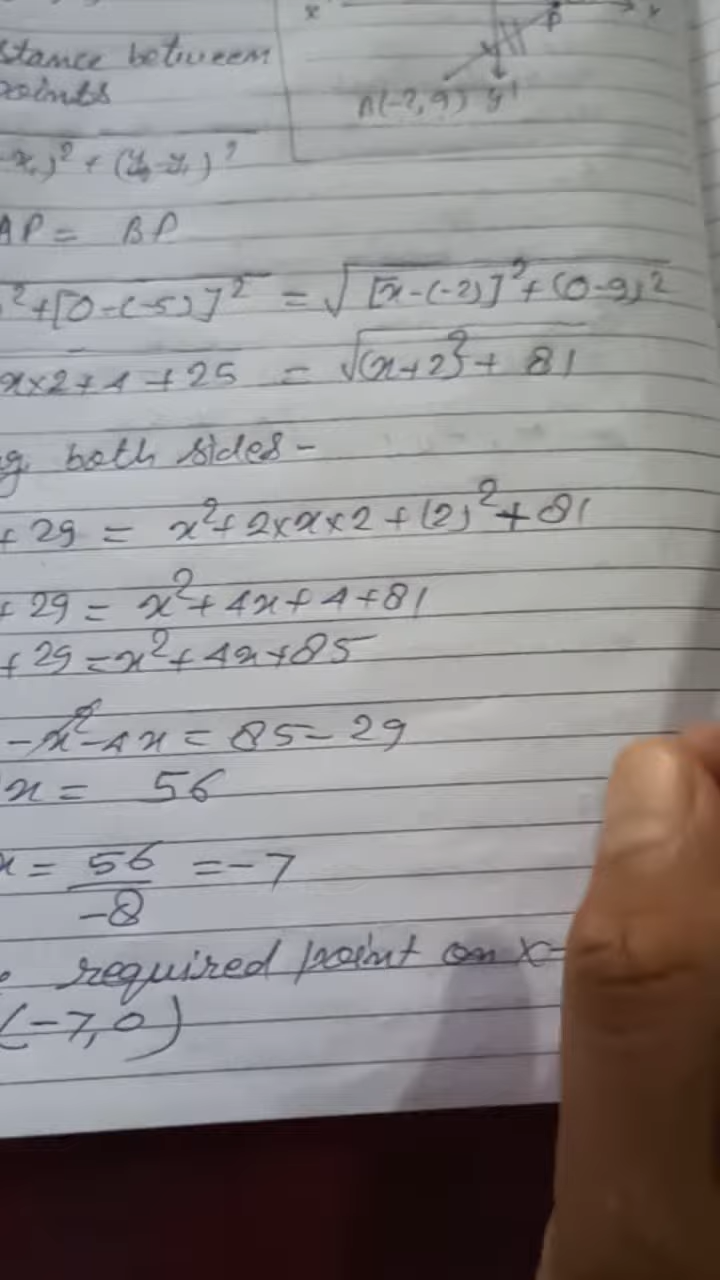 x' x
P
stance between
points
A(-2,9) y'
x₁)² + (y₂-y₁)²
AP = BP
²+[0-(-5)]² = √[x-(-2)]²+(0-9)²
x×2+4+25 = √(x+2)²+ 81
g both sides-
+ 29 = x²+2×x×2+(2)²+81
+ 29 = x²+4x+4+81
+ 29 = x²+4x+85
-x²-4x = 85-29
x = 56
x = 56/-8 = -7
e required point on x-
(-7,0)